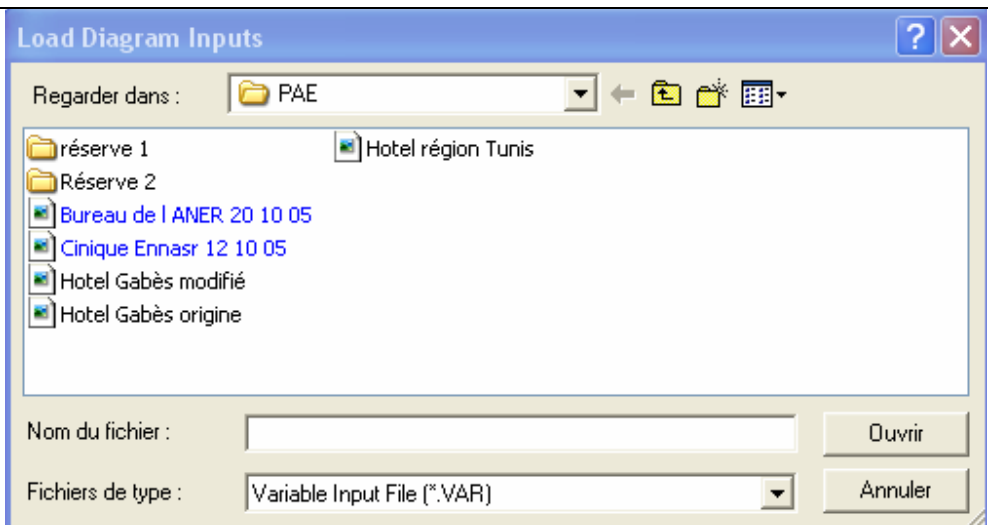 Load Diagram Inputs
Regarder dans :
PAE
réserve 1
Réserve 2
Bureau de l ANER 20 10 05
Cinique Ennasr 12 10 05
Hotel Gabès modifié
Hotel Gabès origine
Hotel région Tunis
Nom du fichier :
Ouvrir
Fichiers de type :
Variable Input File (*.VAR)
Annuler